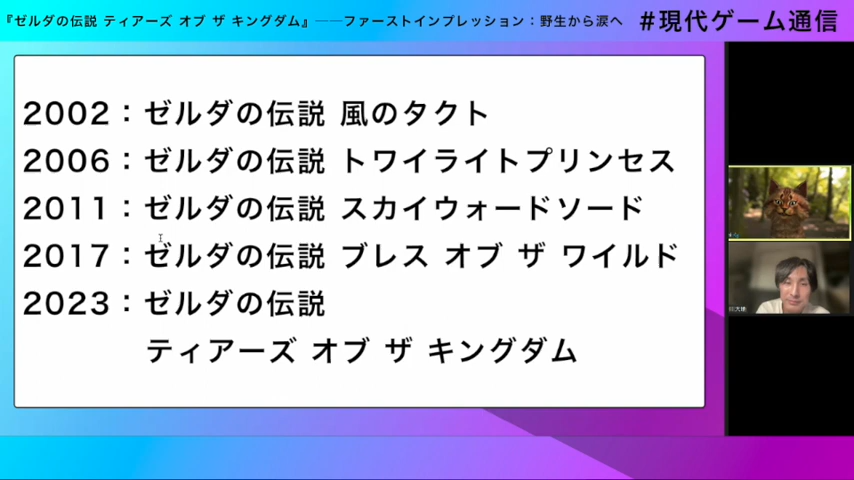 『ゼルダの伝説 ティアーズ オブ ザ キングダム』──ファーストインプレッション：野生から涙へ
#現代ゲーム通信
2002：ゼルダの伝説 風のタクト
2006：ゼルダの伝説 トワイライトプリンセス
2011：ゼルダの伝説 スカイウォードソード
2017：ゼルダの伝説 ブレス オブ ザ ワイルド
2023：ゼルダの伝説
ティアーズ オブ ザ キングダム